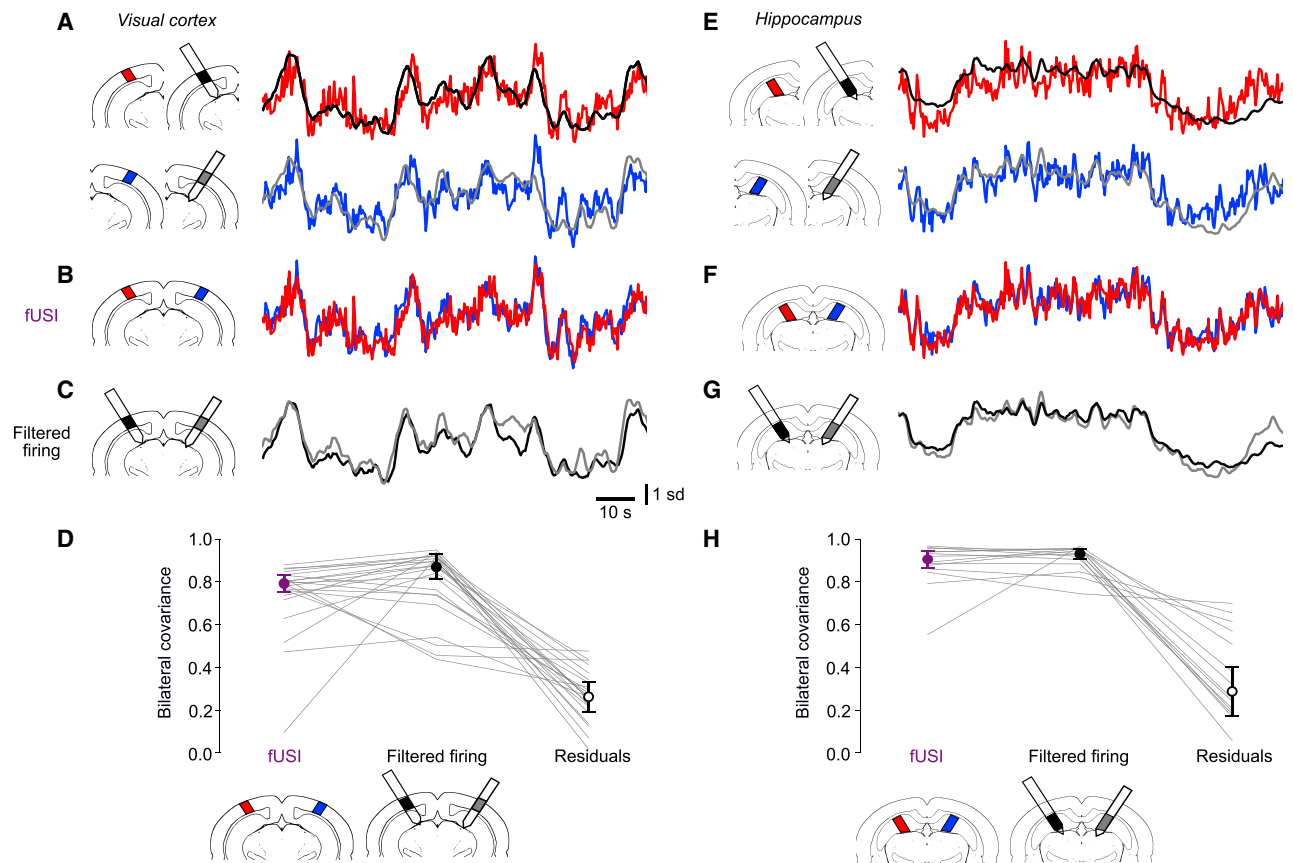 A Visual cortex
E Hippocampus
B
fUSI
F
C
Filtered
firing
G
1 sd
10 s
D
Bilateral covariance
1.0
0.8
0.6
0.4
0.2
0.0
fUSI Filtered firing Residuals
H
Bilateral covariance
1.0
0.8
0.6
0.4
0.2
0.0
fUSI Filtered firing Residuals